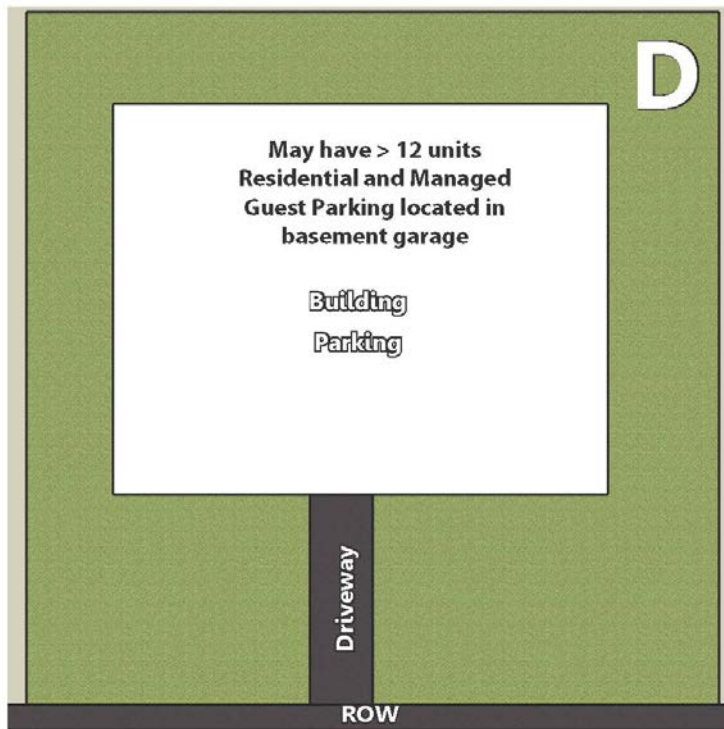 D
May have > 12 units
Residential and Managed
Guest Parking located in
basement garage
Building
Parking
Driveway
ROW